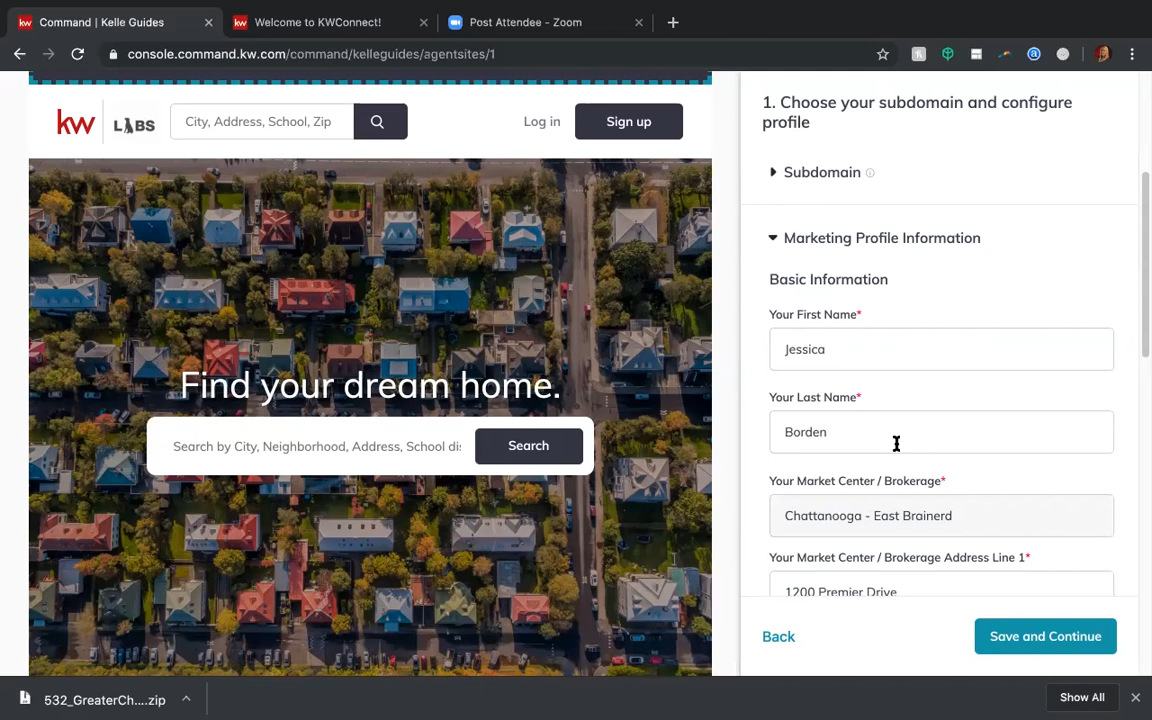 Command | Kelle Guides
Welcome to KWConnect!
Post Attendee - Zoom
console.command.kw.com/command/kelleguides/agentsites/1
kw LABS
City, Address, School, Zip
Log in
Sign up
Find your dream home.
Search by City, Neighborhood, Address, School dis
Search
1. Choose your subdomain and configure
profile
Subdomain
Marketing Profile Information
Basic Information
Your First Name*
Jessica
Your Last Name*
Borden
Your Market Center / Brokerage*
Chattanooga - East Brainerd
Your Market Center / Brokerage Address Line 1*
1200 Premier Drive
Back
Save and Continue
532_GreaterCh....zip
Show All